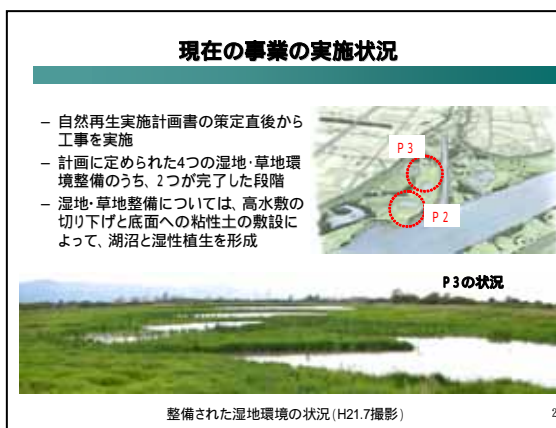 現在の事業の実施状況
– 自然再生実施計画書の策定直後から
工事を実施
– 計画に定められた4つの湿地・草地環
境整備のうち、2つが完了した段階
– 湿地・草地整備については、高水敷の
切り下げと底面への粘性土の敷設に
よって、湖沼と湿性植生を形成
P3
P2
P3の状況
整備された湿地環境の状況(H21.7撮影)
2